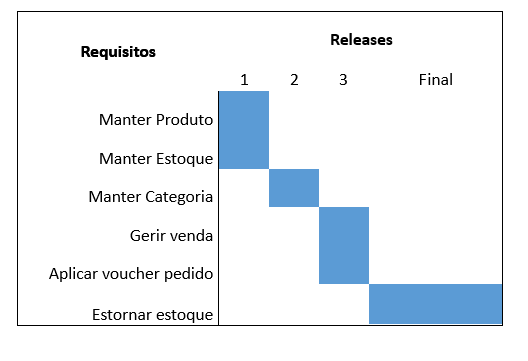 Releases
Requisitos
1 2 3 Final
Manter Produto
Manter Estoque
Manter Categoria
Gerir venda
Aplicar voucher pedido
Estornar estoque